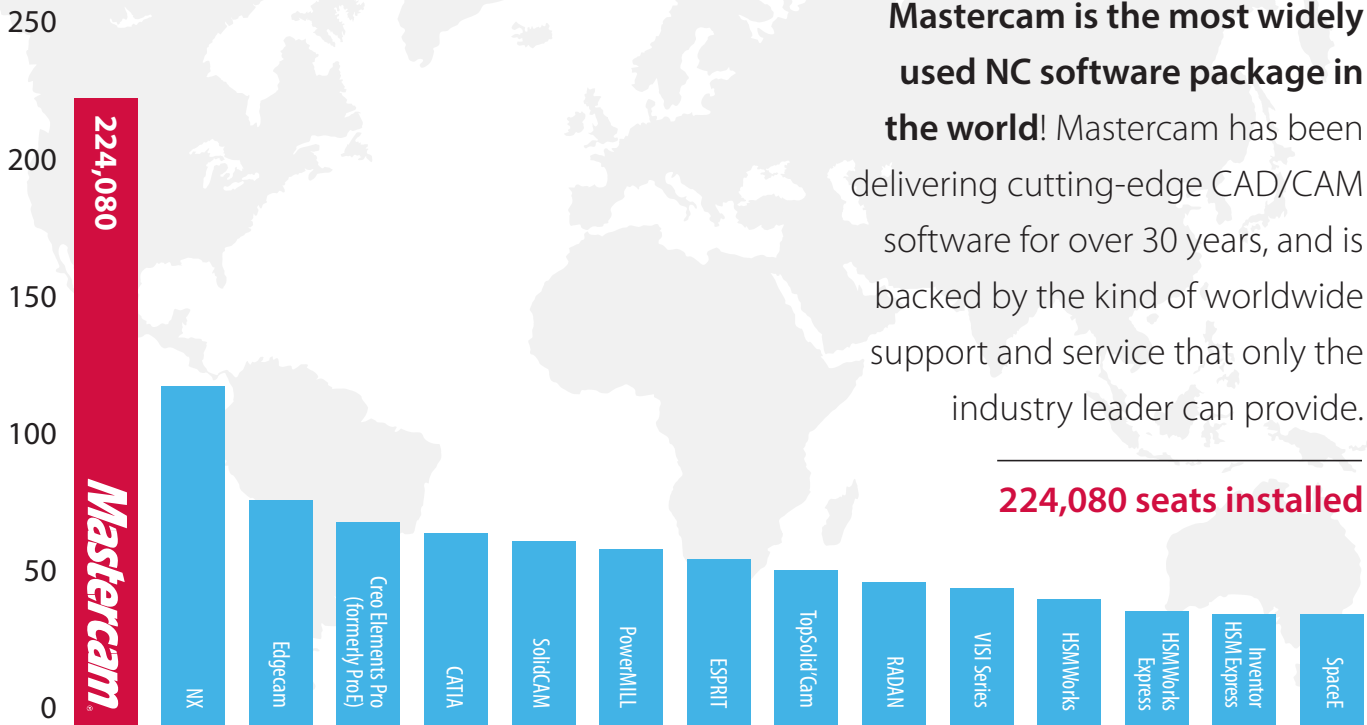 250
200
150
100
50
0
224,080
Mastercam®
NX
Edgecam
Creo Elements Pro
(formerly ProE)
CATIA
SolidCAM
PowerMILL
ESPRIT
TopSolid'Cam
RADAN
VISI Series
HSMWorks
HSMWorks
Express
Inventor
HSM Express
SpaceE
Mastercam is the most widely
used NC software package in
the world! Mastercam has been
delivering cutting-edge CAD/CAM
software for over 30 years, and is
backed by the kind of worldwide
support and service that only the
industry leader can provide.
224,080 seats installed